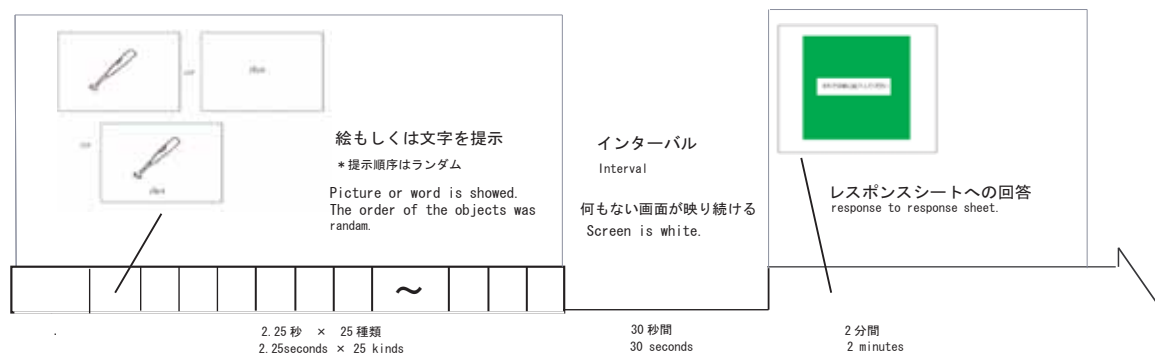 絵もしくは文字を提示
＊提示順序はランダム
Picture or word is showed.
The order of the objects was
randam.
インターバル
Interval
何もない画面が映り続ける
Screen is white.
レスポンスシートへの回答
response to response sheet.
～
2.25秒 × 25種類
2.25seconds × 25 kinds
30秒間
30 seconds
2分間
2 minutes